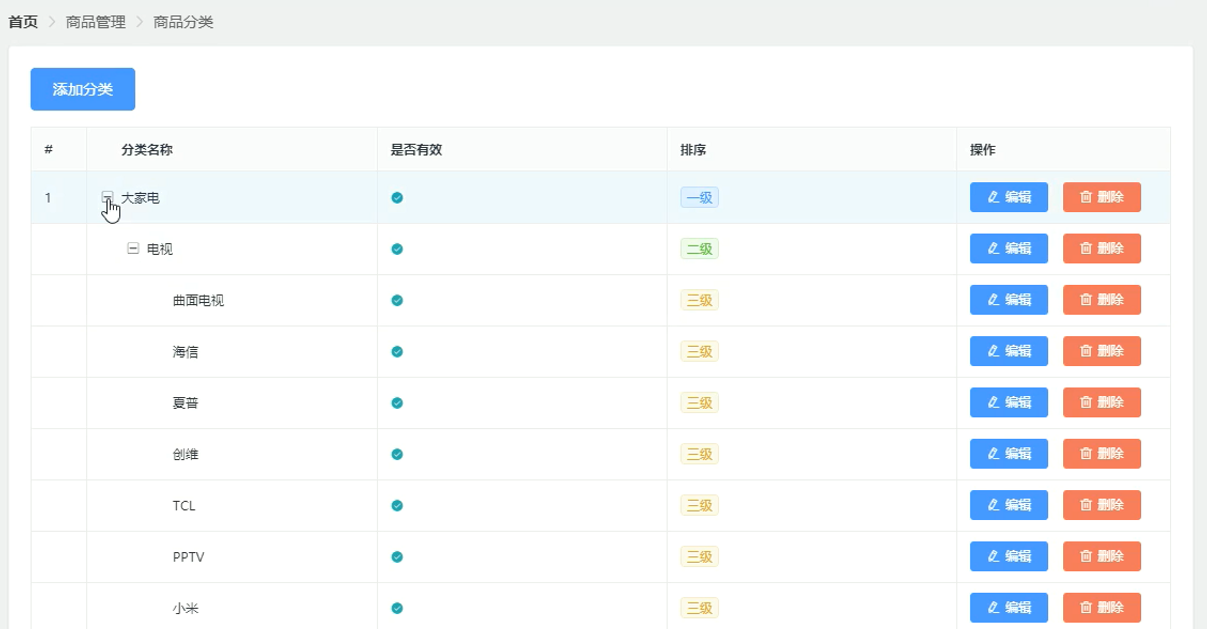 首页 商品管理 商品分类
添加分类
# 分类名称 是否有效 排序 操作
1 大家电 一级 编辑 删除
电视 二级 编辑 删除
曲面电视 三级 编辑 删除
海信 三级 编辑 删除
夏普 三级 编辑 删除
创维 三级 编辑 删除
TCL 三级 编辑 删除
PPTV 三级 编辑 删除
小米 三级 编辑 删除